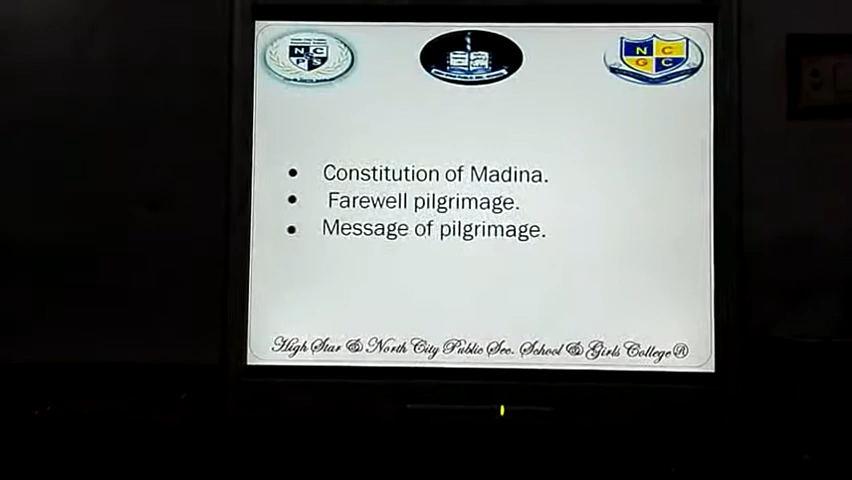 N C
P S
N C
G C
• Constitution of Madina.
• Farewell pilgrimage.
• Message of pilgrimage.
High Star & North City Public Sec. School & Girls College®